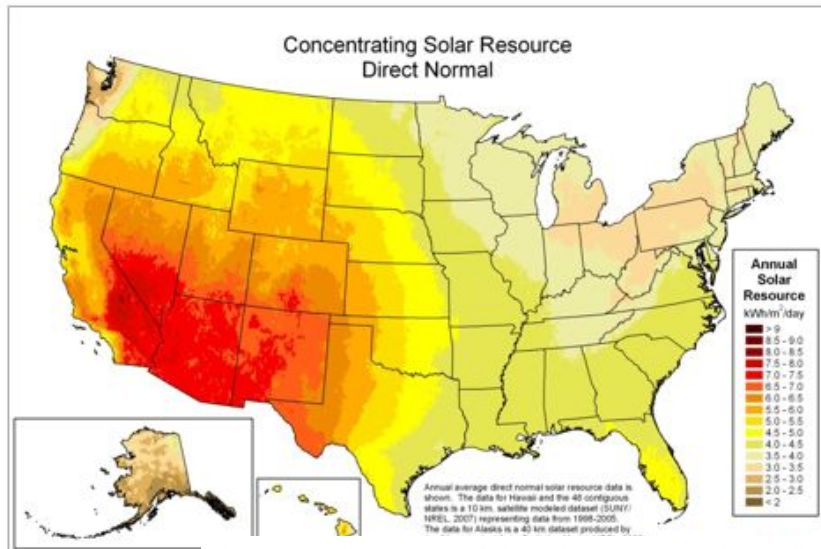 Concentrating Solar Resource
Direct Normal
Annual
Solar
Resource
kWh/m²/day
> 9
8.5 - 9.0
8.0 - 8.5
7.5 - 8.0
7.0 - 7.5
6.5 - 7.0
6.0 - 6.5
5.5 - 6.0
5.0 - 5.5
4.5 - 5.0
4.0 - 4.5
3.5 - 4.0
3.0 - 3.5
2.5 - 3.0
2.0 - 2.5
< 2
Annual average direct normal solar resource data is
shown. The data for Hawaii and the 48 contiguous
states is a 10 km. satellite modeled dataset (SUNY/
NREL, 2007) representing data from 1998-2005.
The data for Alaska is a 40 km dataset produced by